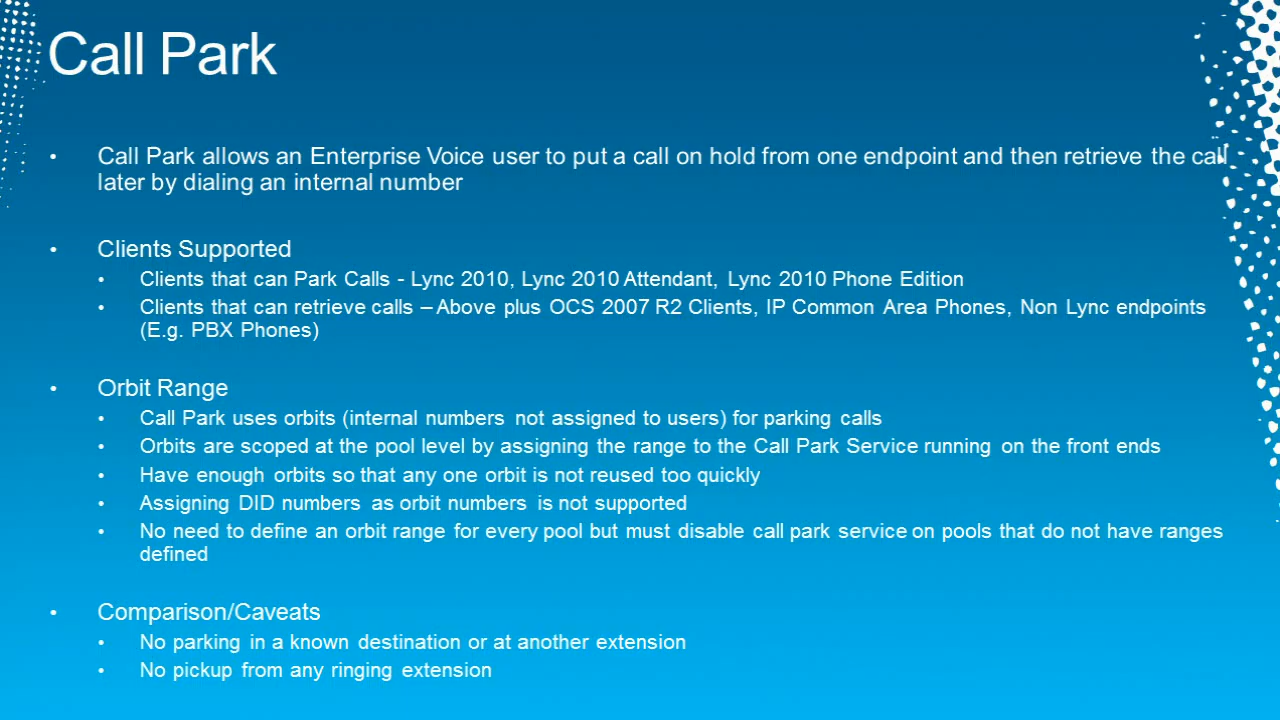 Call Park
• Call Park allows an Enterprise Voice user to put a call on hold from one endpoint and then retrieve the call
later by dialing an internal number
• Clients Supported
• Clients that can Park Calls - Lync 2010, Lync 2010 Attendant, Lync 2010 Phone Edition
• Clients that can retrieve calls – Above plus OCS 2007 R2 Clients, IP Common Area Phones, Non Lync endpoints
(E.g. PBX Phones)
• Orbit Range
• Call Park uses orbits (internal numbers not assigned to users) for parking calls
• Orbits are scoped at the pool level by assigning the range to the Call Park Service running on the front ends
• Have enough orbits so that any one orbit is not reused too quickly
• Assigning DID numbers as orbit numbers is not supported
• No need to define an orbit range for every pool but must disable call park service on pools that do not have ranges
defined
• Comparison/Caveats
• No parking in a known destination or at another extension
• No pickup from any ringing extension